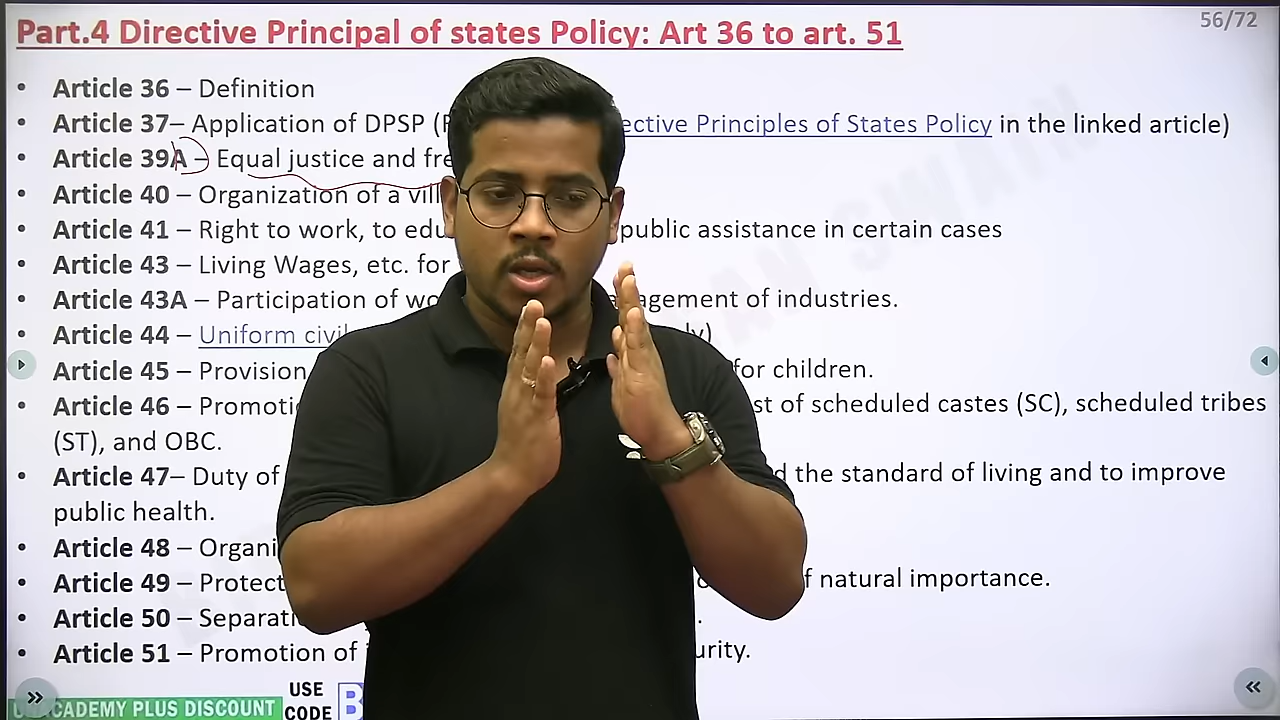 Part.4 Directive Principal of states Policy: Art 36 to art. 51
56/72
• Article 36 – Definition
• Article 37– Application of DPSP ( ective Principles of States Policy in the linked article)
• Article 39A – Equal justice and fre
• Article 40 – Organization of a vill
• Article 41 – Right to work, to edu public assistance in certain cases
• Article 43 – Living Wages, etc. for
• Article 43A – Participation of wo agement of industries.
• Article 44 – Uniform civil ly)
• Article 45 – Provision for children.
• Article 46 – Promotio st of scheduled castes (SC), scheduled tribes
(ST), and OBC.
• Article 47– Duty of d the standard of living and to improve
public health.
• Article 48 – Organi
• Article 49 – Protect f natural importance.
• Article 50 – Separati .
• Article 51 – Promotion of urity.
ACADEMY PLUS DISCOUNT
USE
CODE B
AN SWAIN